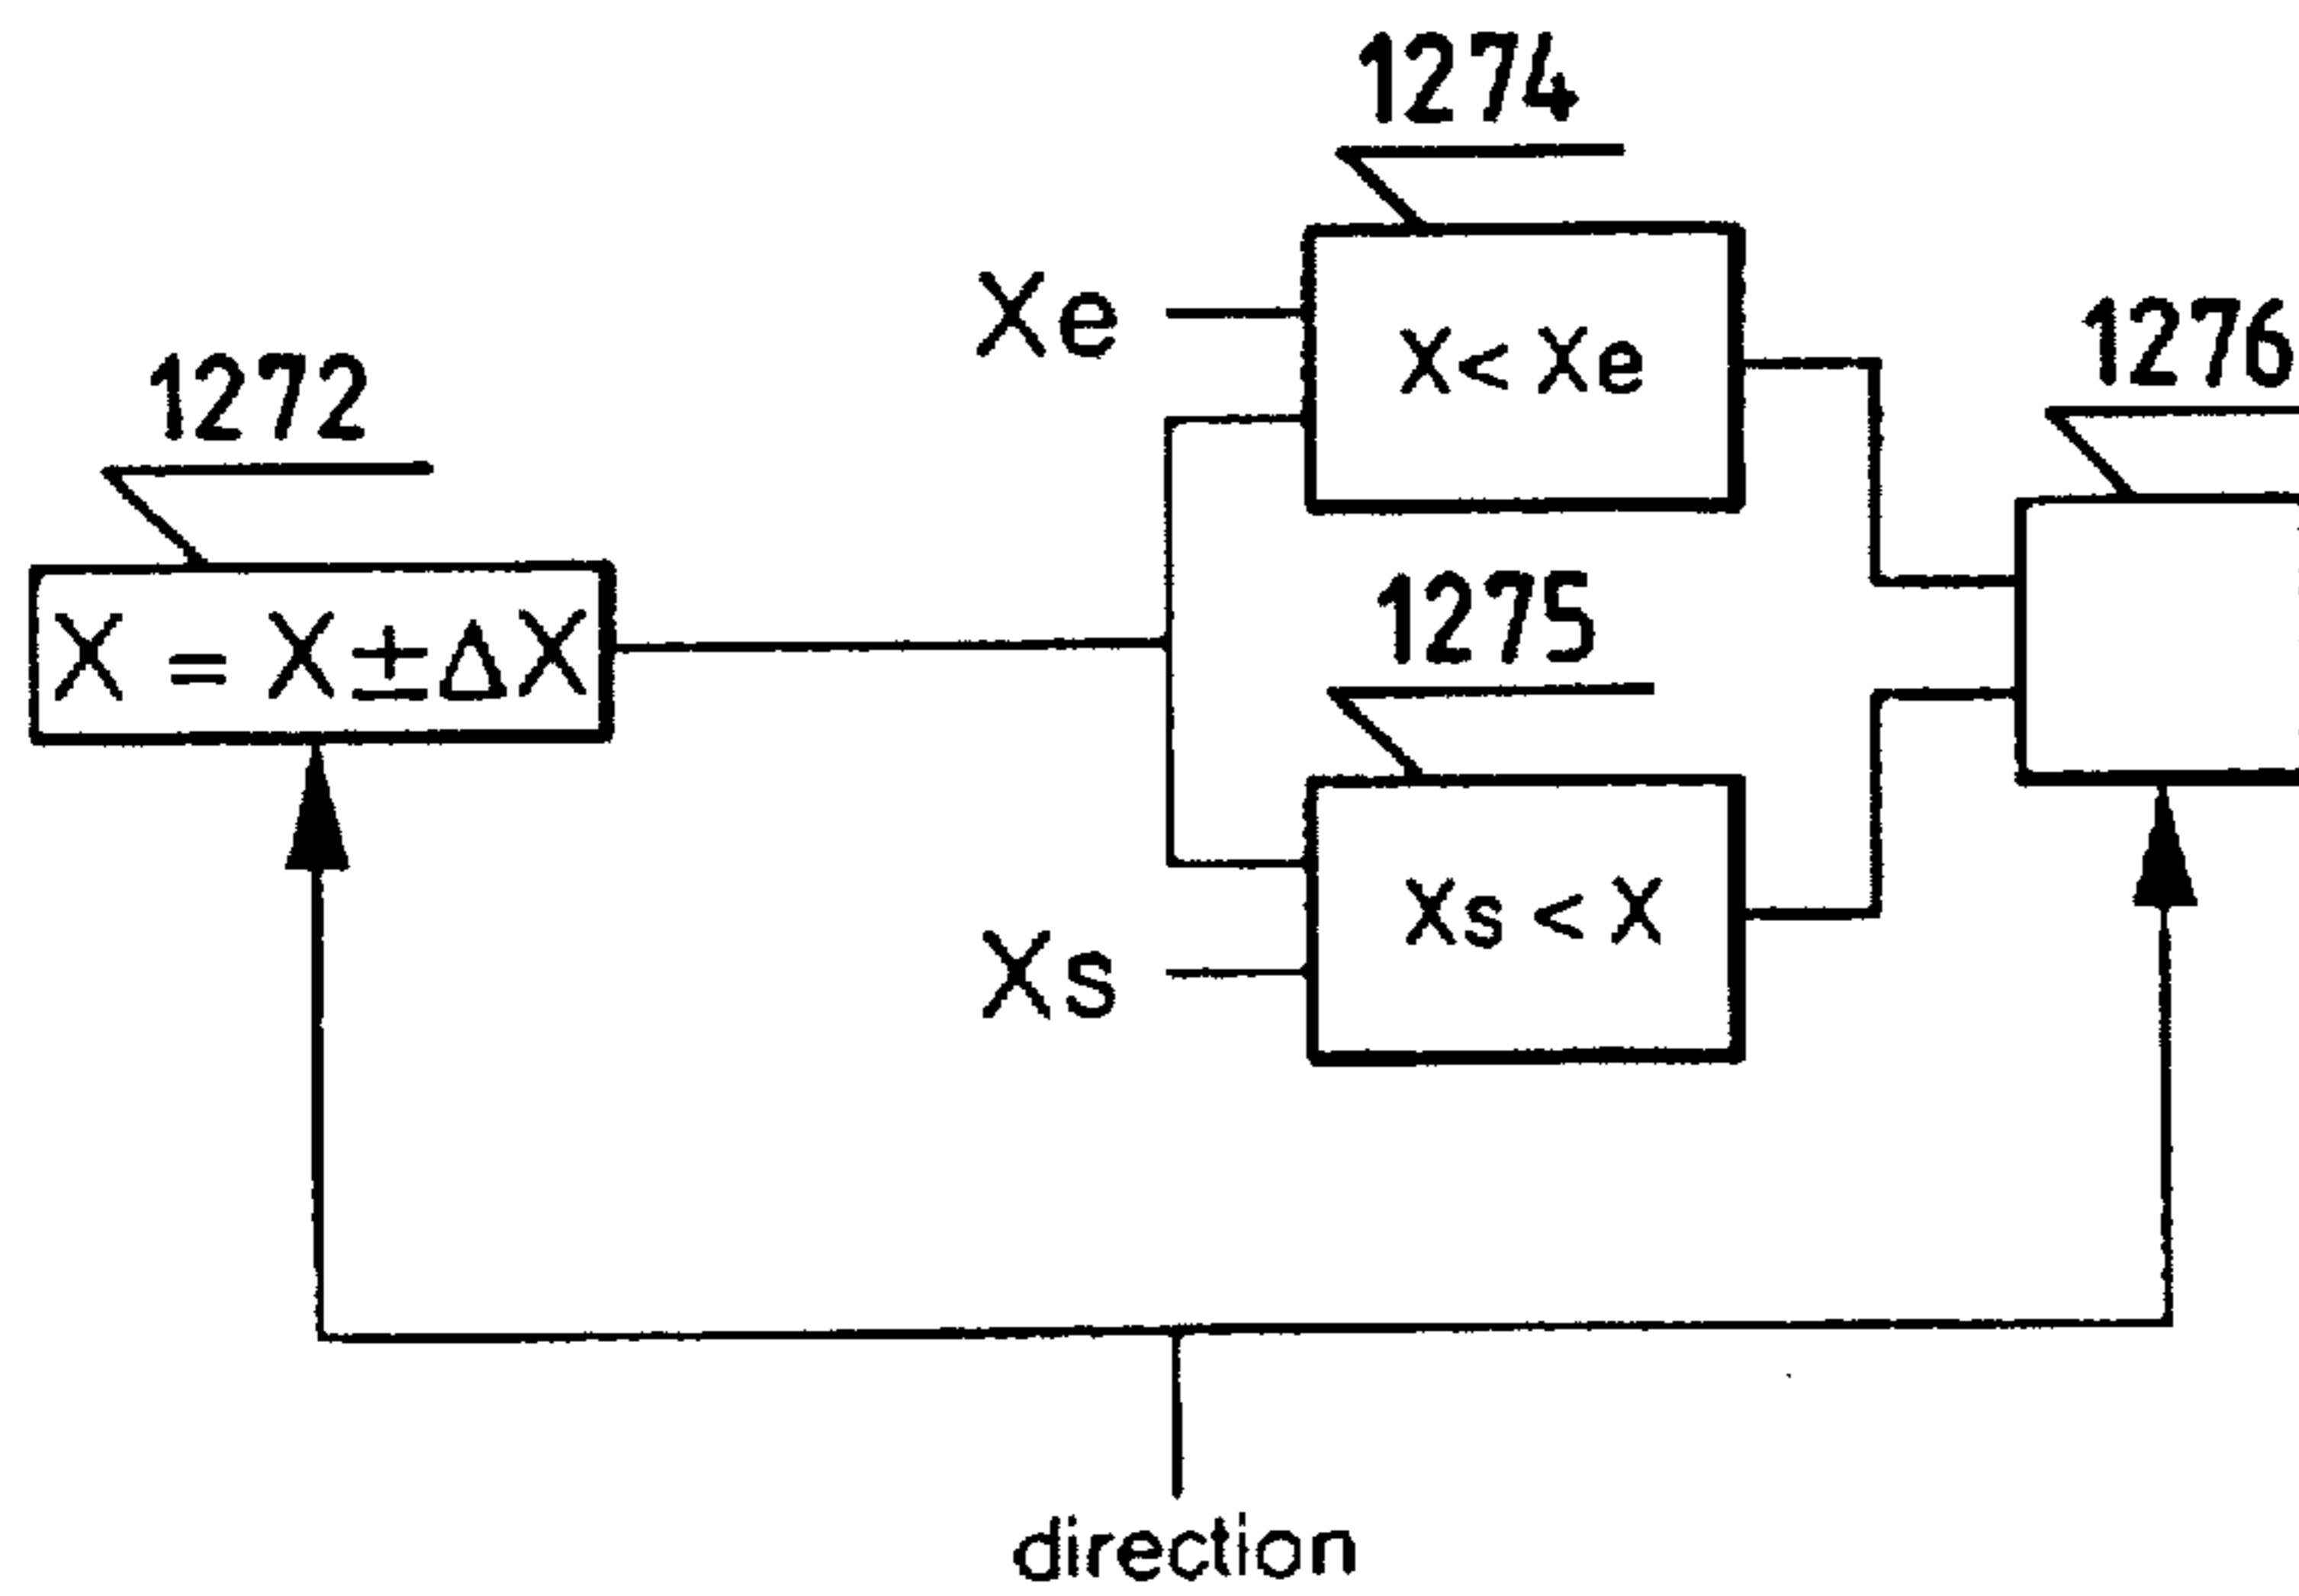 1274
Xe
X< Xe
1276
1272
X = X±ΔX
1275
Xs < X
Xs
direction